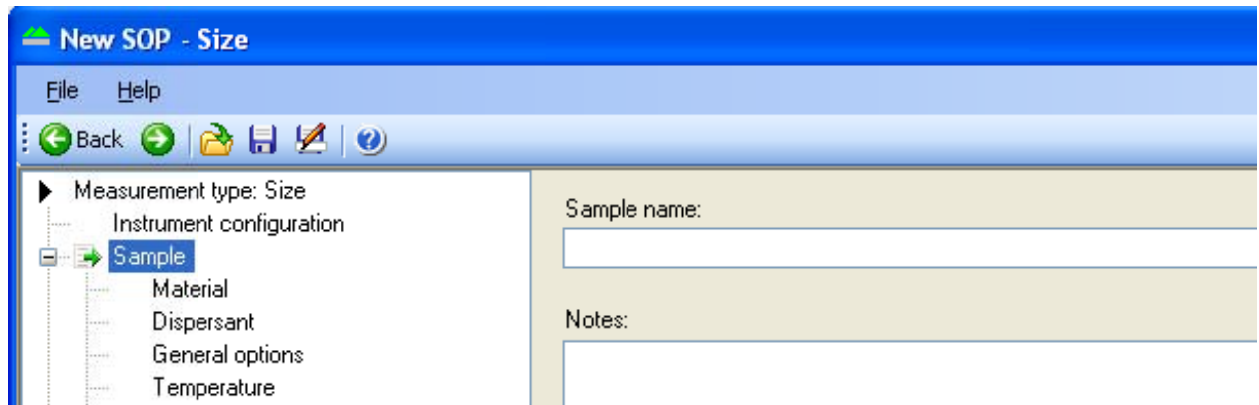 New SOP - Size
File Help
Back
Measurement type: Size
Instrument configuration
Sample
Material
Dispersant
General options
Temperature
Sample name:
Notes: